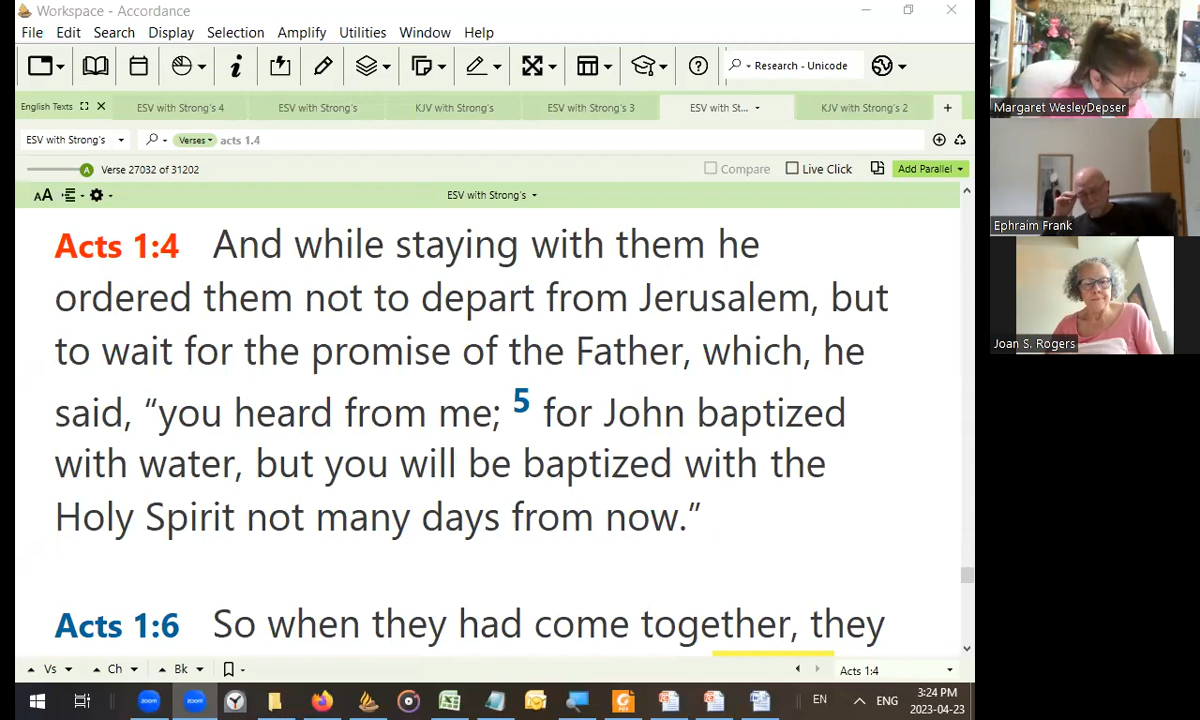 Workspace - Accordance
File Edit Search Display Selection Amplify Utilities Window Help
Research - Unicode
English Texts ESV with Strong's 4 ESV with Strong's KJV with Strong's ESV with Strong's 3 ESV with St... KJV with Strong's 2
ESV with Strong's Verses acts 1.4
A Verse 27032 of 31202 Compare Live Click Add Parallel
AA ESV with Strong's
Acts 1:4 And while staying with them he
ordered them not to depart from Jerusalem, but
to wait for the promise of the Father, which, he
said, “you heard from me; 5 for John baptized
with water, but you will be baptized with the
Holy Spirit not many days from now.”
Acts 1:6 So when they had come together, they
Vs Ch Bk Acts 1:4
zoom zoom EN ENG 3:24 PM
2023-04-23
Margaret WesleyDepser
Ephraim Frank
Joan S. Rogers